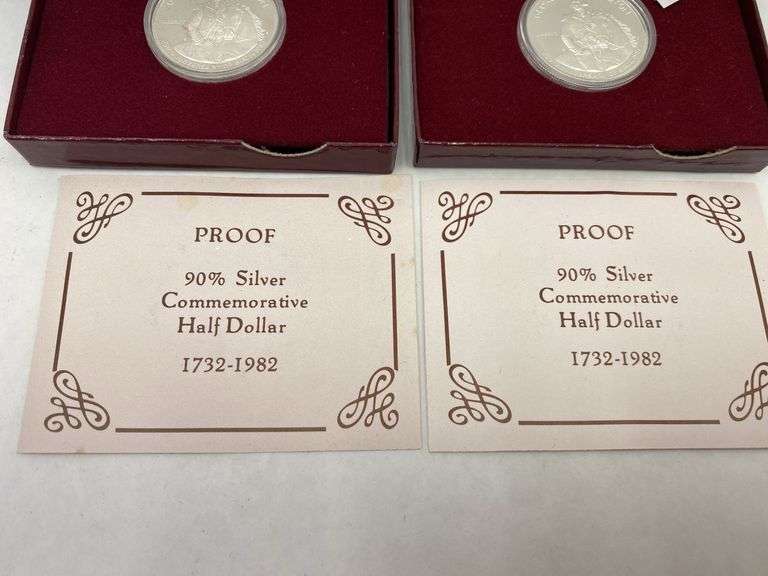 PROOF
90% Silver
Commemorative
Half Dollar
1732-1982
PROOF
90% Silver
Commemorative
Half Dollar
1732-1982